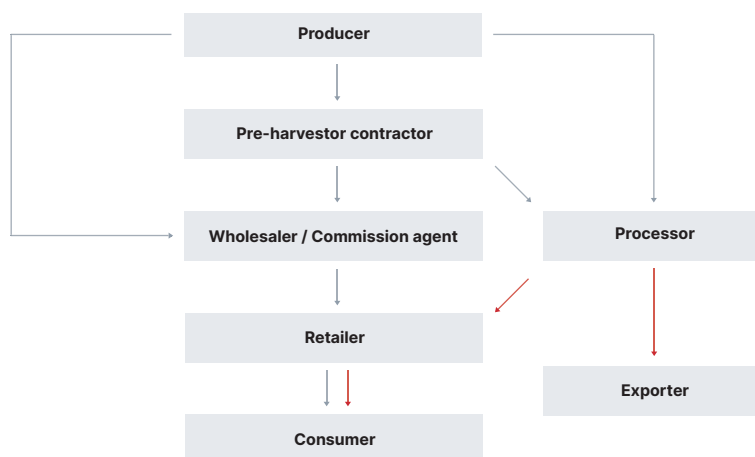 Producer
Pre-harvestor contractor
Wholesaler / Commission agent
Processor
Retailer
Exporter
Consumer